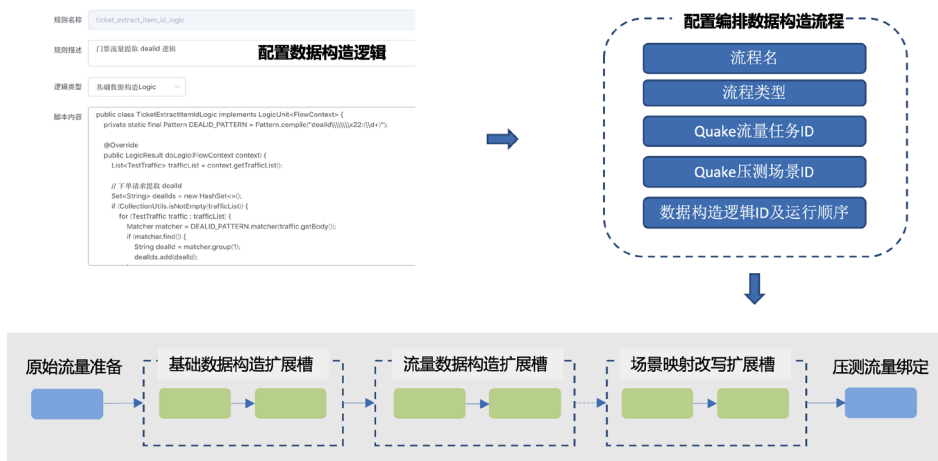 规则名称
ticket_extract_item_id_logic
规则描述
门票流量提取 dealid 逻辑
配置数据构造逻辑
逻辑类型
基础数据构造Logic
脚本内容
public class TicketExtractItemIdLogic implements LogicUnit<FlowContext> {
private static final Pattern DEALID_PATTERN = Pattern.compile("dealId\\\\\\\\x22:(\\d+)");
@Override
public LogicResult doLogic(FlowContext context) {
List<TestTraffic> trafficList = context.getTrafficList();
// 下单请求提取 dealId
Set<String> dealIds = new HashSet<>();
if (CollectionUtils.isNotEmpty(trafficList)) {
for (TestTraffic traffic : trafficList) {
Matcher matcher = DEALID_PATTERN.matcher(traffic.getBody());
if (matcher.find()) {
String dealId = matcher.group(1);
dealIds.add(dealId);
配置编排数据构造流程
流程名
流程类型
Quake流量任务ID
Quake压测场景ID
数据构造逻辑ID及运行顺序
原始流量准备
基础数据构造扩展槽
流量数据构造扩展槽
场景映射改写扩展槽
压测流量绑定